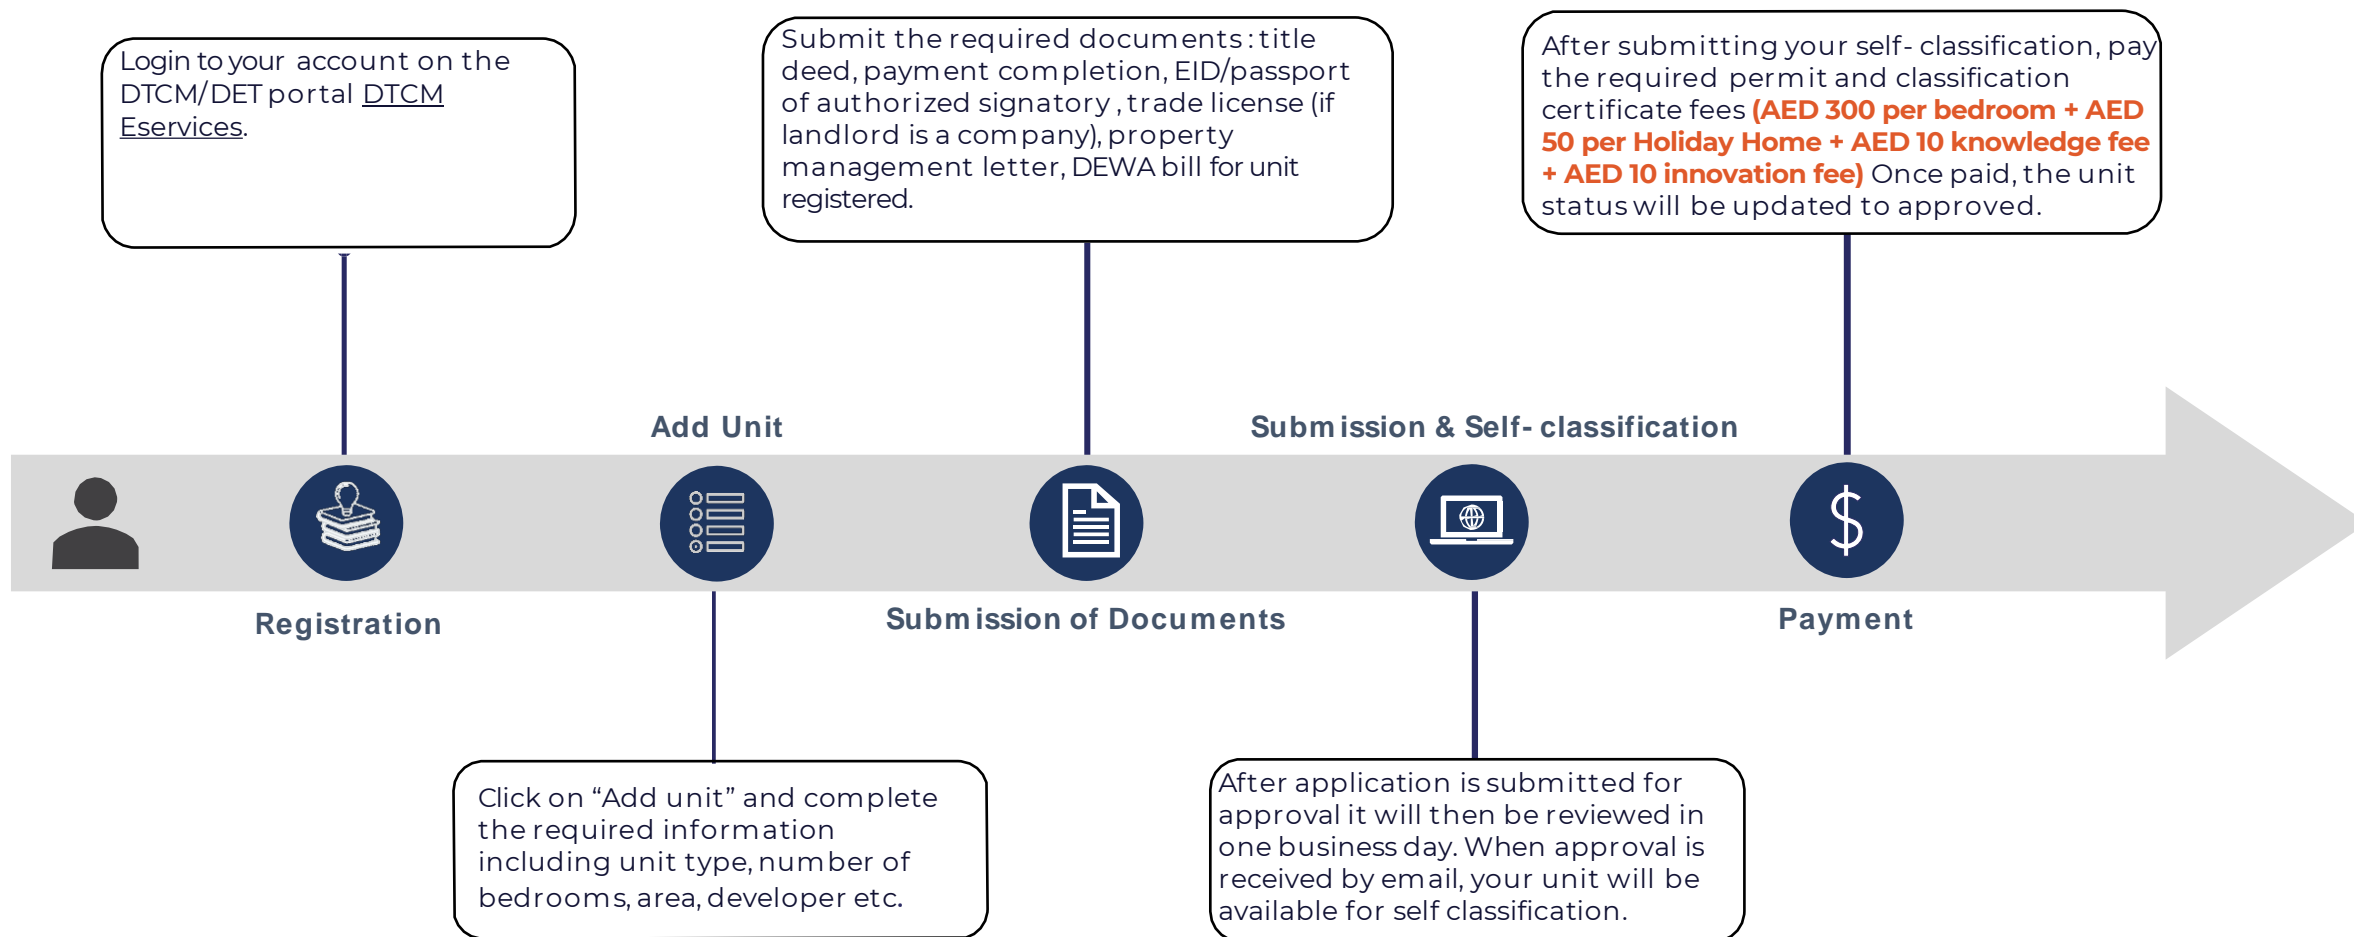 Login to your account on the
DTCM/DET portal DTCM
Eservices.
Submit the required documents : title
deed, payment completion, EID/passport
of authorized signatory , trade license (if
landlord is a company), property
management letter, DEWA bill for unit
registered.
After submitting your self- classification, pay
the required permit and classification
certificate fees (AED 300 per bedroom + AED
50 per Holiday Home + AED 10 knowledge fee
+ AED 10 innovation fee) Once paid, the unit
status will be updated to approved.
Add Unit
Submission & Self- classification
Registration
Submission of Documents
Payment
Click on “Add unit” and complete
the required information
including unit type, number of
bedrooms, area, developer etc.
After application is submitted for
approval it will then be reviewed in
one business day. When approval is
received by email, your unit will be
available for self classification.